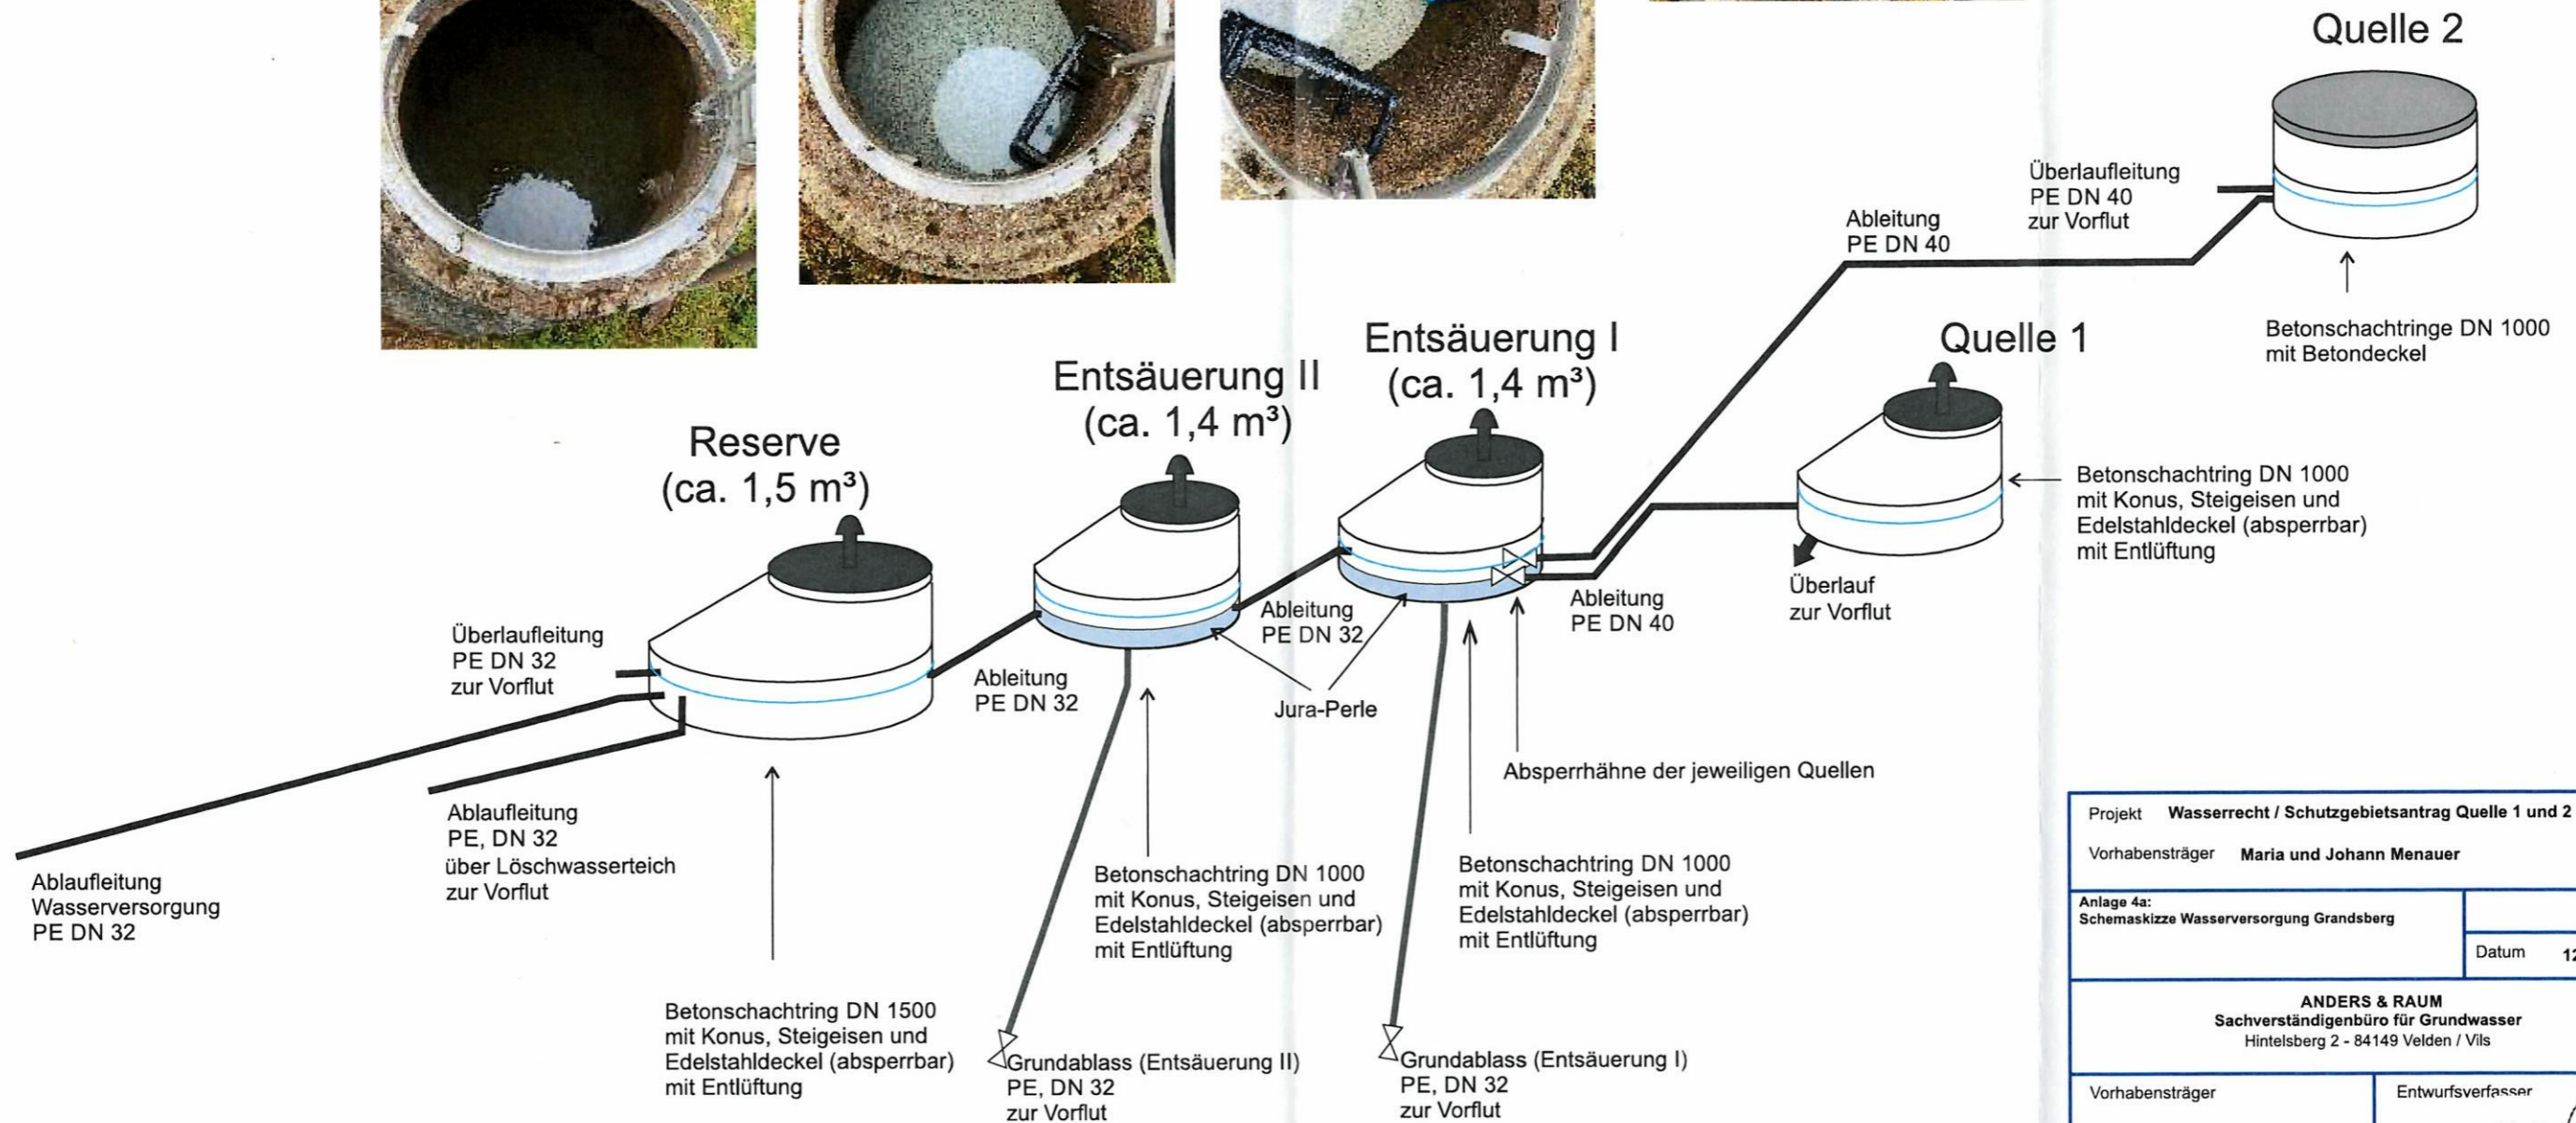 Quelle 2
Überlaufleitung
PE DN 40
zur Vorflut
Ableitung
PE DN 40
Betonschachtringe DN 1000
mit Betondeckel
Quelle 1
Entsäuerung I
(ca. 1,4 m³)
Entsäuerung II
(ca. 1,4 m³)
Reserve
(ca. 1,5 m³)
Betonschachtring DN 1000
mit Konus, Steigeisen und
Edelstahldeckel (absperrbar)
mit Entlüftung
Überlauf
zur Vorflut
Ableitung
PE DN 40
Ableitung
PE DN 32
Überlaufleitung
PE DN 32
zur Vorflut
Ableitung
PE DN 32
Jura-Perle
Absperrhähne der jeweiligen Quellen
Ablaufleitung
PE, DN 32
über Löschwasserteich
zur Vorflut
Ablaufleitung
Wasserversorgung
PE DN 32
Betonschachtring DN 1000
mit Konus, Steigeisen und
Edelstahldeckel (absperrbar)
mit Entlüftung
Betonschachtring DN 1000
mit Konus, Steigeisen und
Edelstahldeckel (absperrbar)
mit Entlüftung
Betonschachtring DN 1500
mit Konus, Steigeisen und
Edelstahldeckel (absperrbar)
mit Entlüftung
Grundablass (Entsäuerung II)
PE, DN 32
zur Vorflut
Grundablass (Entsäuerung I)
PE, DN 32
zur Vorflut
Projekt Wasserrecht / Schutzgebietsantrag Quelle 1 und 2
Vorhabensträger Maria und Johann Menauer
Anlage 4a:
Schemaskizze Wasserversorgung Grandsberg
Datum 12
ANDERS & RAUM
Sachverständigenbüro für Grundwasser
Hintelsberg 2 - 84149 Velden / Vils
Vorhabensträger
Entwurfsverfasser